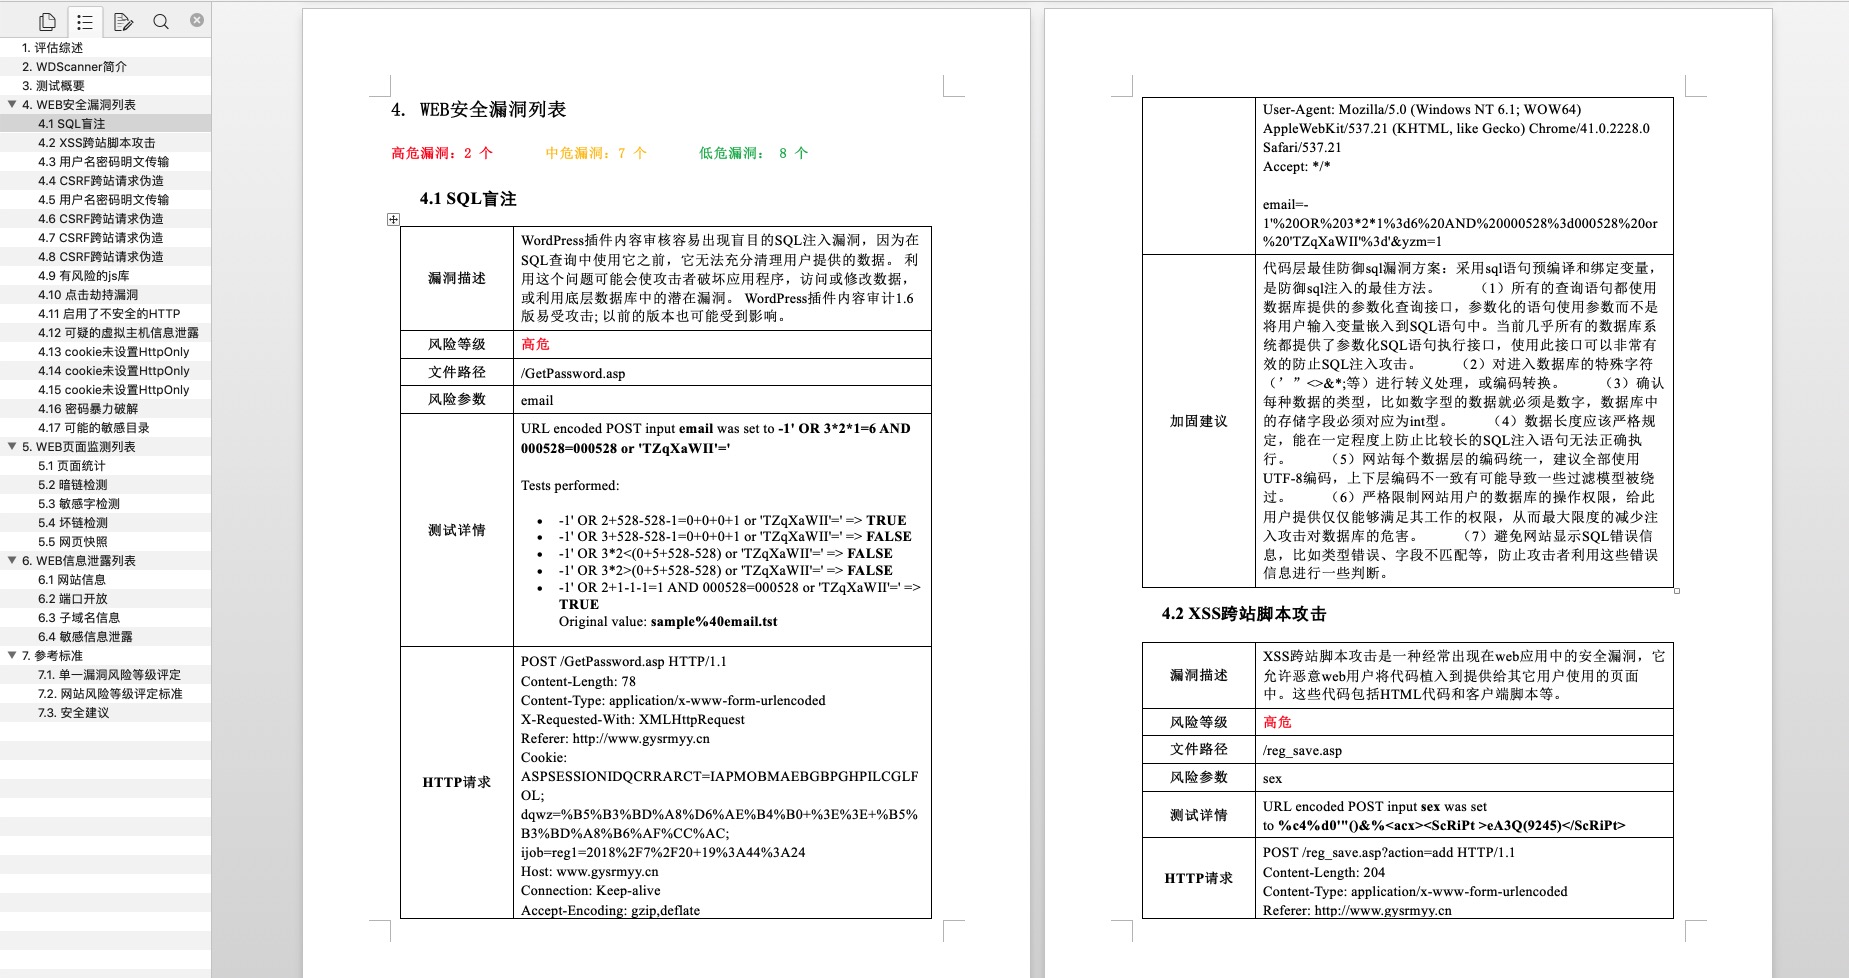 1. 评估综述
2. WDScanner简介
3. 测试概要
4. WEB安全漏洞列表
4.1 SQL盲注
4.2 XSS跨站脚本攻击
4.3 用户名密码明文传输
4.4 CSRF跨站请求伪造
4.5 用户名密码明文传输
4.6 CSRF跨站请求伪造
4.7 CSRF跨站请求伪造
4.8 CSRF跨站请求伪造
4.9 有风险的js库
4.10 点击劫持漏洞
4.11 启用了不安全的HTTP
4.12 可疑的虚拟主机信息泄露
4.13 cookie未设置HttpOnly
4.14 cookie未设置HttpOnly
4.15 cookie未设置HttpOnly
4.16 密码暴力破解
4.17 可能的敏感目录
5. WEB页面监测列表
5.1 页面统计
5.2 暗链检测
5.3 敏感字检测
5.4 坏链检测
5.5 网页快照
6. WEB信息泄露列表
6.1 网站信息
6.2 端口开放
6.3 子域名信息
6.4 敏感信息泄露
7. 参考标准
7.1. 单一漏洞风险等级评定
7.2. 网站风险等级评定标准
7.3. 安全建议
4. WEB安全漏洞列表
高危漏洞：2 个 中危漏洞：7 个 低危漏洞： 8 个
4.1 SQL盲注
漏洞描述
WordPress插件内容审核容易出现盲目的SQL注入漏洞，因为在
SQL查询中使用它之前，它无法充分清理用户提供的数据。 利
用这个问题可能会使攻击者破坏应用程序，访问或修改数据，
或利用底层数据库中的潜在漏洞。 WordPress插件内容审计1.6
版易受攻击; 以前的版本也可能受到影响。
风险等级 高危
文件路径 /GetPassword.asp
风险参数 email
测试详情
URL encoded POST input email was set to -1' OR 3*2*1=6 AND
000528=000528 or 'TZqXaWII'='
Tests performed:
• -1' OR 2+528-528-1=0+0+0+1 or 'TZqXaWII'=' => TRUE
• -1' OR 3+528-528-1=0+0+0+1 or 'TZqXaWII'=' => FALSE
• -1' OR 3*2<(0+5+528-528) or 'TZqXaWII'=' => FALSE
• -1' OR 3*2>(0+5+528-528) or 'TZqXaWII'=' => FALSE
• -1' OR 2+1-1-1=1 AND 000528=000528 or 'TZqXaWII'=' =>
TRUE
Original value: sample%40email.tst
HTTP请求
POST /GetPassword.asp HTTP/1.1
Content-Length: 78
Content-Type: application/x-www-form-urlencoded
X-Requested-With: XMLHttpRequest
Referer: http://www.gysrmyy.cn
Cookie:
ASPSESSIONIDQCRRARCT=IAPMOBMAEBGBPGHPILCGLF
OL;
dqwz=%B5%B3%BD%A8%D6%AE%B4%B0+%3E%3E+%B5%
B3%BD%A8%B6%AF%CC%AC;
ijob=reg1=2018%2F7%2F20+19%3A44%3A24
Host: www.gysrmyy.cn
Connection: Keep-alive
Accept-Encoding: gzip,deflate
User-Agent: Mozilla/5.0 (Windows NT 6.1; WOW64)
AppleWebKit/537.21 (KHTML, like Gecko) Chrome/41.0.2228.0
Safari/537.21
Accept: */*
email=-
1'%20OR%203*2*1%3d6%20AND%20000528%3d000528%20or
%20'TZqXaWII'%3d'&yzm=1
加固建议
代码层最佳防御sql漏洞方案：采用sql语句预编译和绑定变量，
是防御sql注入的最佳方法。 （1）所有的查询语句都使用
数据库提供的参数化查询接口，参数化的语句使用参数而不是
将用户输入变量嵌入到SQL语句中。当前几乎所有的数据库系
统都提供了参数化SQL语句执行接口，使用此接口可以非常有
效的防止SQL注入攻击。 （2）对进入数据库的特殊字符
（’”<>&*;等）进行转义处理，或编码转换。 （3）确认
每种数据的类型，比如数字型的数据就必须是数字，数据库中
的存储字段必须对应为int型。 （4）数据长度应该严格规
定，能在一定程度上防止比较长的SQL注入语句无法正确执
行。 （5）网站每个数据层的编码统一，建议全部使用
UTF-8编码，上下层编码不一致有可能导致一些过滤模型被绕
过。 （6）严格限制网站用户的数据库的操作权限，给此
用户提供仅仅能够满足其工作的权限，从而最大限度的减少注
入攻击对数据库的危害。 （7）避免网站显示SQL错误信
息，比如类型错误、字段不匹配等，防止攻击者利用这些错误
信息进行一些判断。
4.2 XSS跨站脚本攻击
漏洞描述
XSS跨站脚本攻击是一种经常出现在web应用中的安全漏洞，它
允许恶意web用户将代码植入到提供给其它用户使用的页面
中。这些代码包括HTML代码和客户端脚本等。
风险等级 高危
文件路径 /reg_save.asp
风险参数 sex
测试详情
URL encoded POST input sex was set
to %c4%d0'"()&%<acx><ScRiPt >eA3Q(9245)</ScRiPt>
HTTP请求
POST /reg_save.asp?action=add HTTP/1.1
Content-Length: 204
Content-Type: application/x-www-form-urlencoded
Referer: http://www.gysrmyy.cn